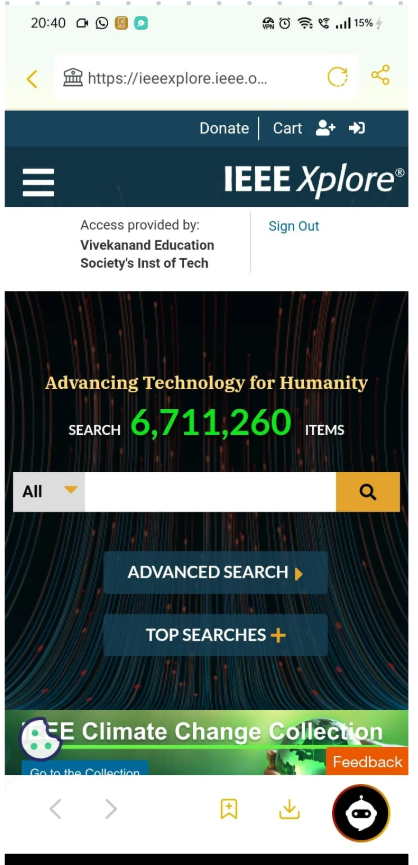 20:40
VPN
15%
https://ieeexplore.ieee.o...
Donate
Cart
IEEE Xplore®
Access provided by:
Vivekanand Education
Society's Inst of Tech
Sign Out
Advancing Technology for Humanity
SEARCH 6,711,260 ITEMS
All
ADVANCED SEARCH
TOP SEARCHES
Climate Change Collection
Go to the Collection
Feedback